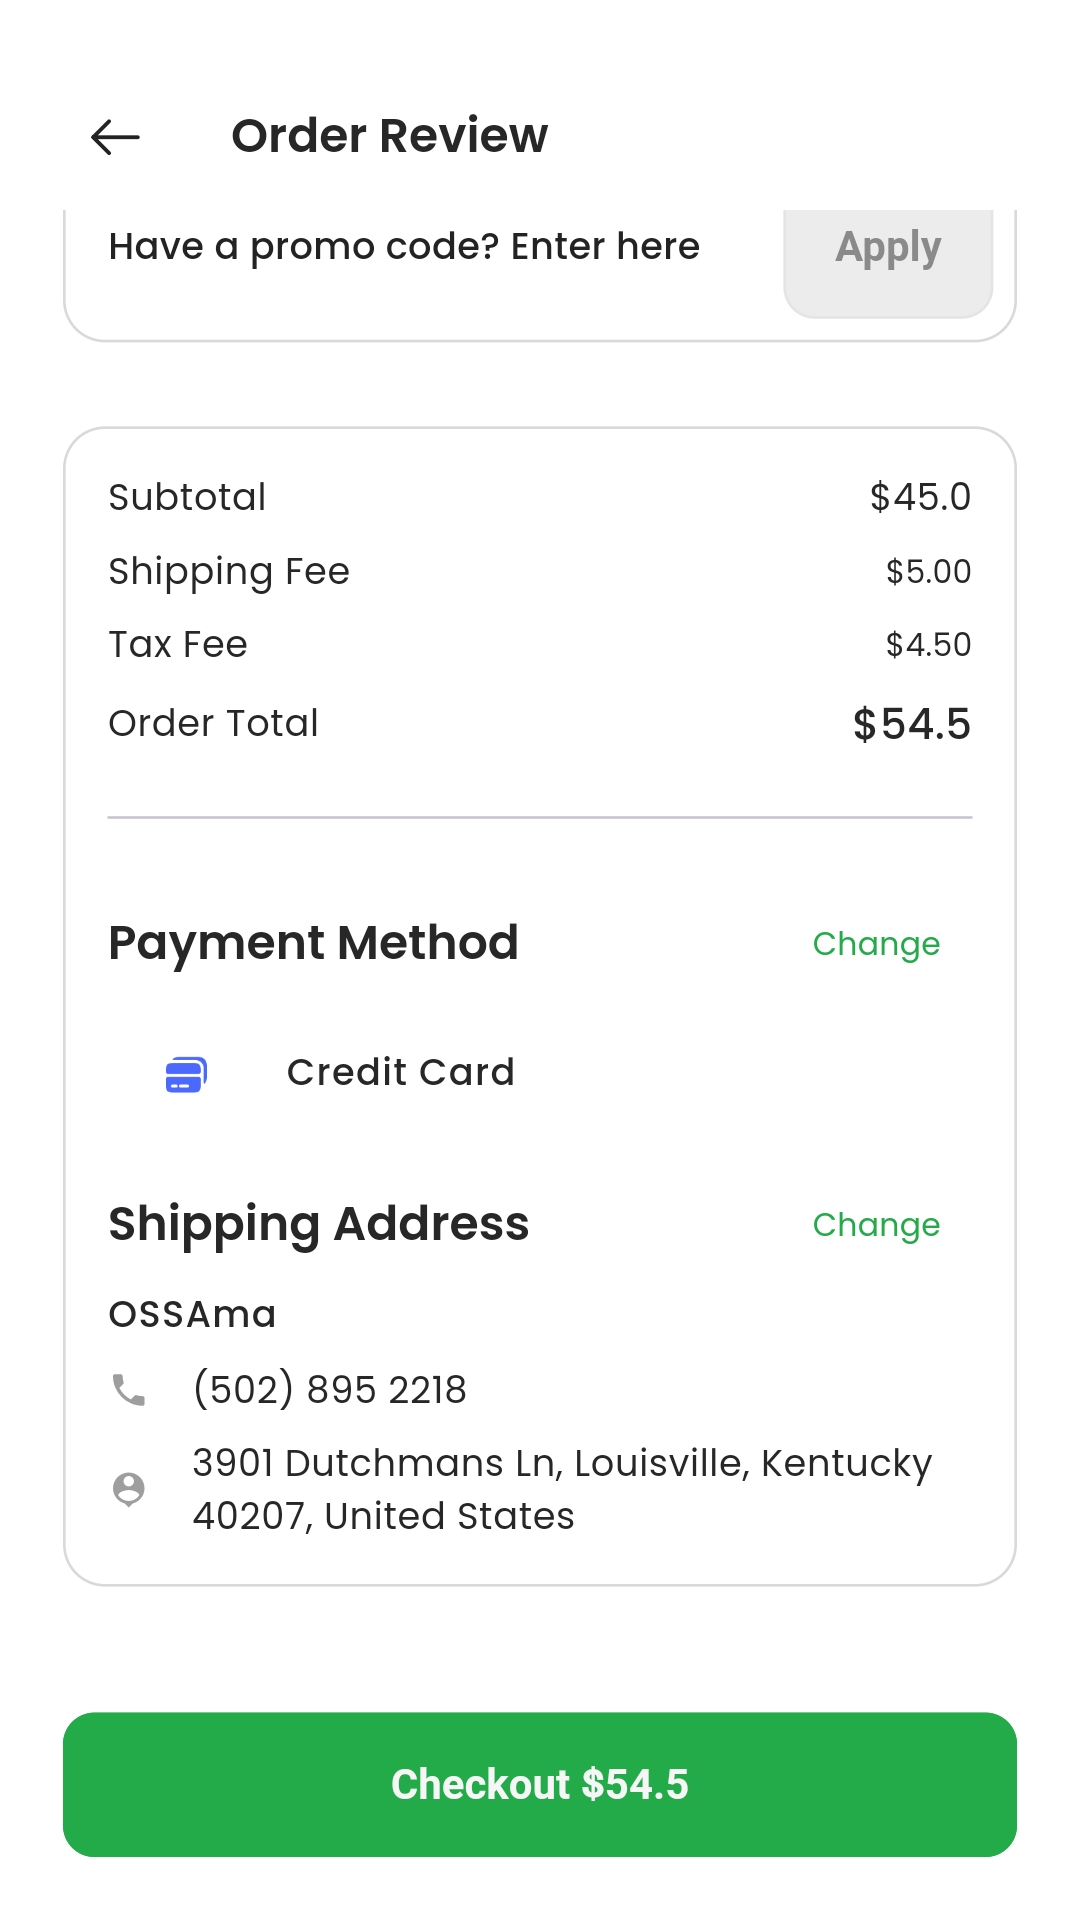 Order Review
Have a promo code? Enter here
Apply
Subtotal $45.0
Shipping Fee $5.00
Tax Fee $4.50
Order Total $54.5
Payment Method Change
Credit Card
Shipping Address Change
OSSAma
(502) 895 2218
3901 Dutchmans Ln, Louisville, Kentucky
40207, United States
Checkout $54.5